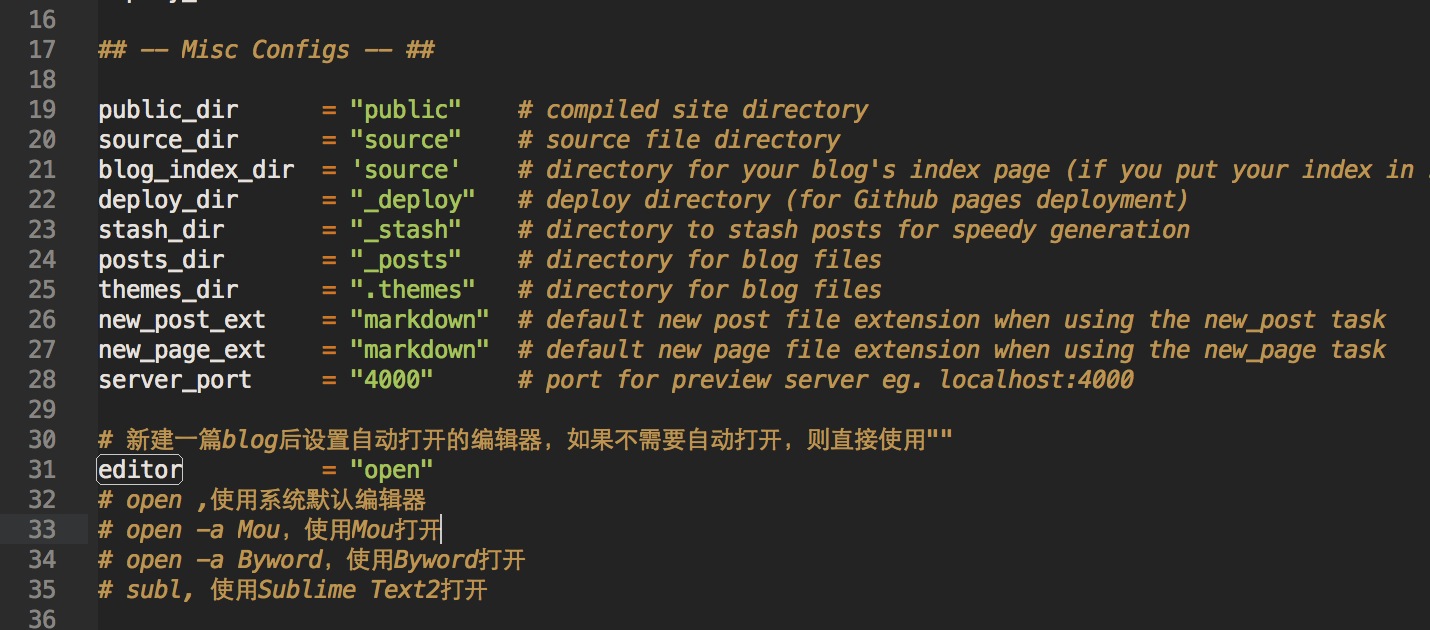 16
17 ## -- Misc Configs -- ##
18
19 public_dir = "public" # compiled site directory
20 source_dir = "source" # source file directory
21 blog_index_dir = 'source' # directory for your blog's index page (if you put your index in
22 deploy_dir = "_deploy" # deploy directory (for Github pages deployment)
23 stash_dir = "_stash" # directory to stash posts for speedy generation
24 posts_dir = "_posts" # directory for blog files
25 themes_dir = ".themes" # directory for blog files
26 new_post_ext = "markdown" # default new post file extension when using the new_post task
27 new_page_ext = "markdown" # default new page file extension when using the new_page task
28 server_port = "4000" # port for preview server eg. localhost:4000
29
30 # 新建一篇blog后设置自动打开的编辑器，如果不需要自动打开，则直接使用""
31 editor = "open"
32 # open ,使用系统默认编辑器
33 # open -a Mou，使用Mou打开
34 # open -a Byword，使用Byword打开
35 # subl, 使用Sublime Text2打开
36